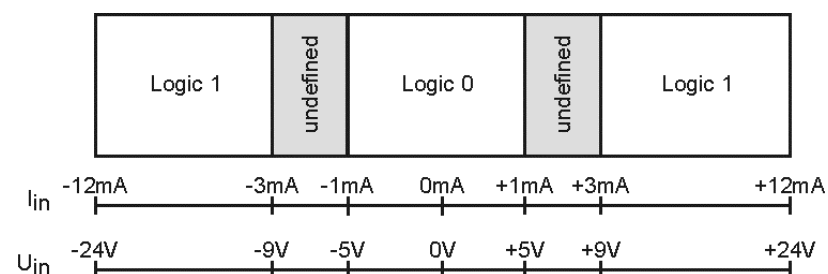 Logic 1 undefined Logic 0 undefined Logic 1
-12mA -3mA -1mA 0mA +1mA +3mA +12mA
Iin
-24V -9V -5V 0V +5V +9V +24V
Uin